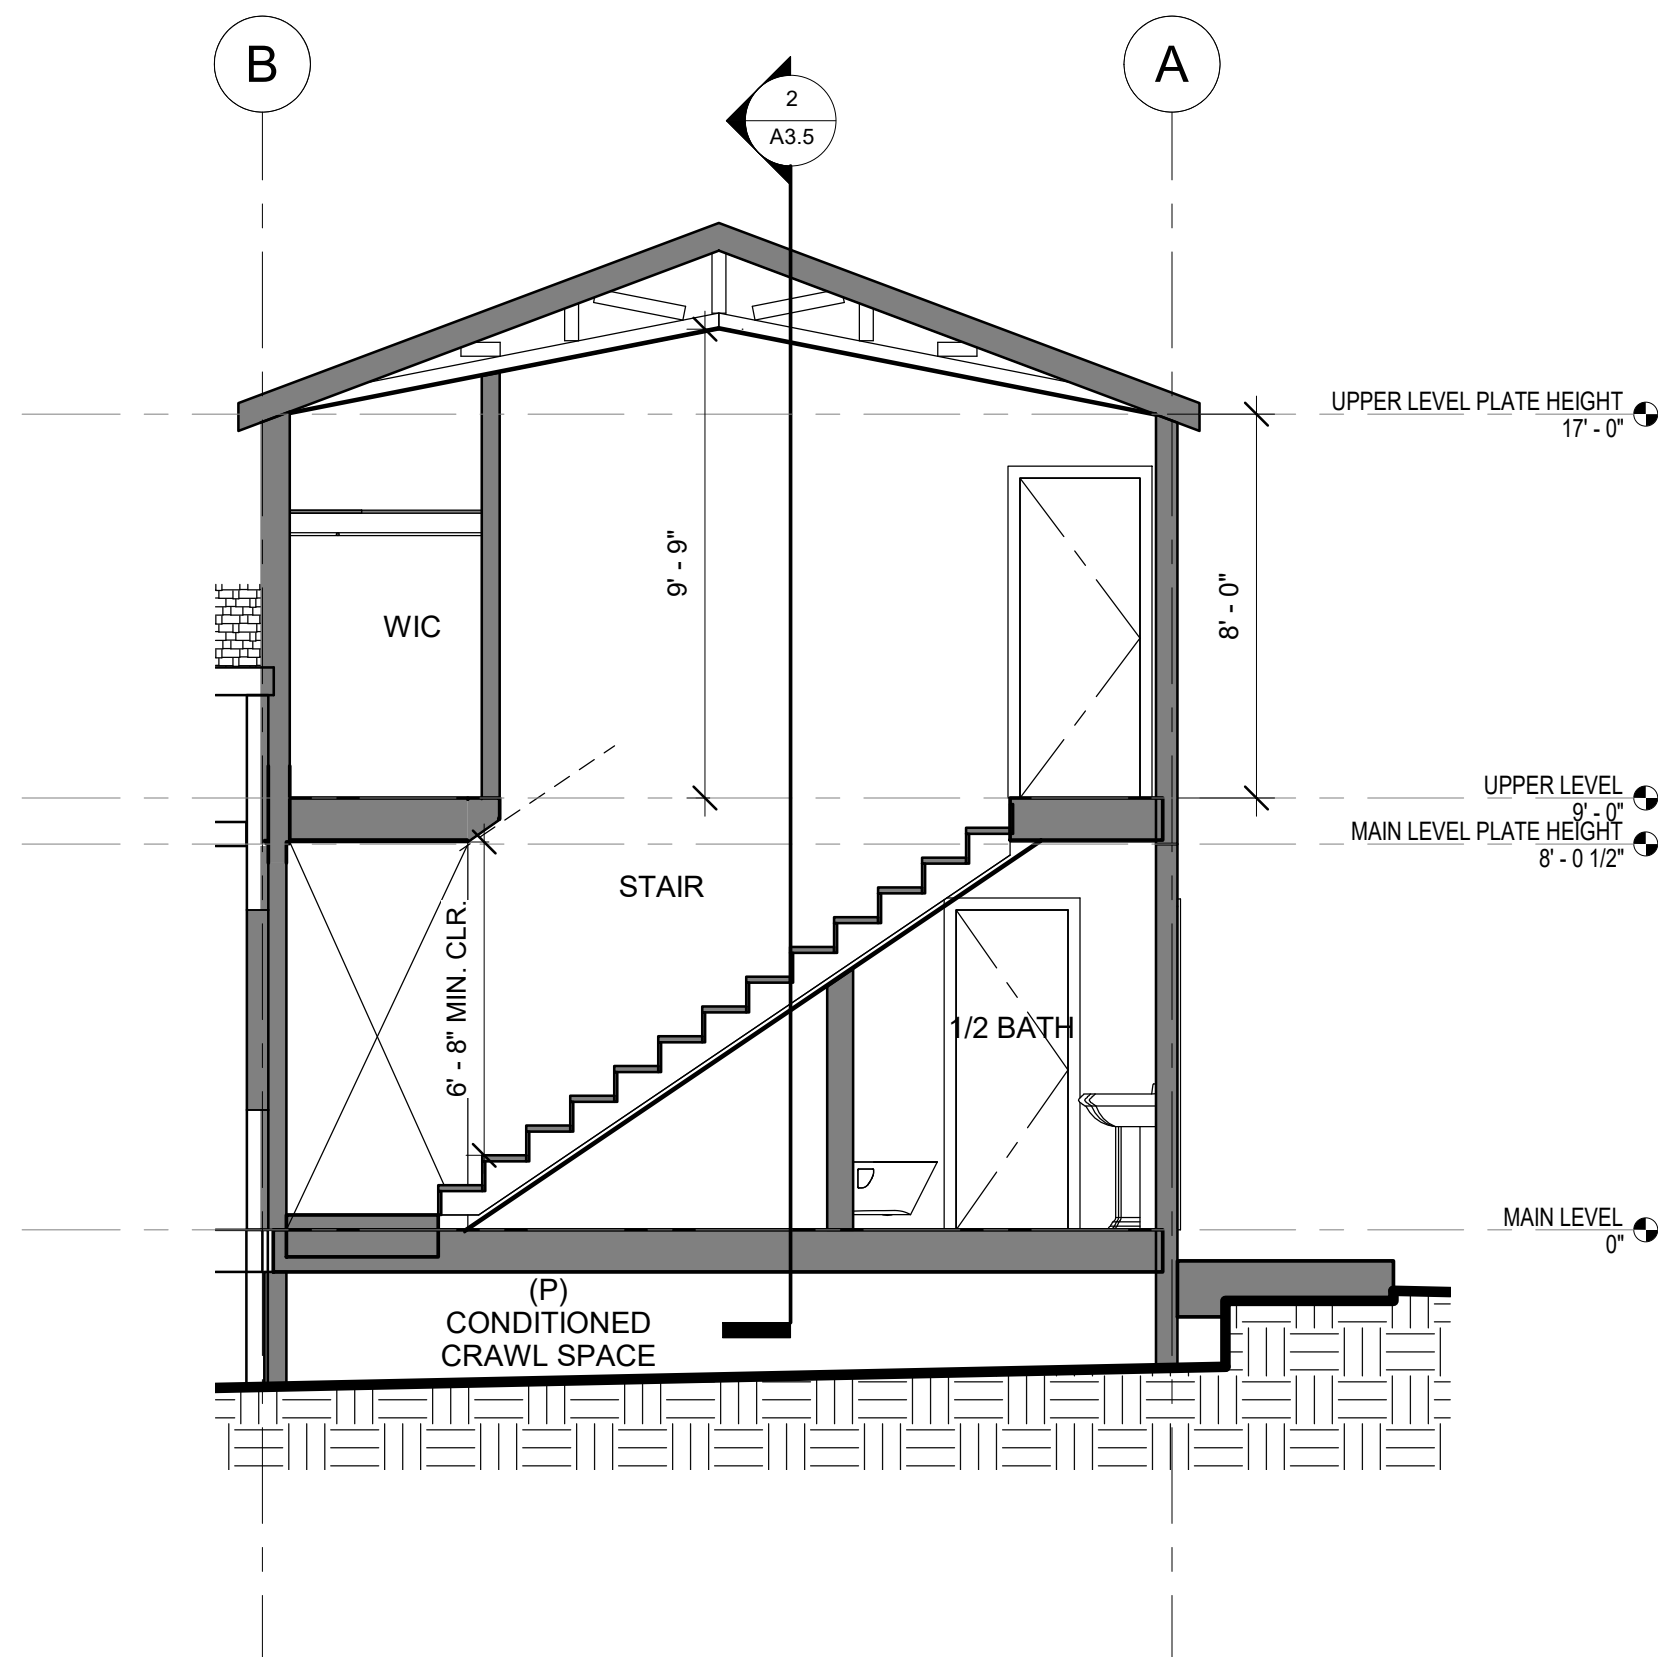 B
A
2
A3.5
UPPER LEVEL PLATE HEIGHT
17' - 0"
9' - 9"
8' - 0"
WIC
UPPER LEVEL
9' - 0"
MAIN LEVEL PLATE HEIGHT
8' - 0 1/2"
STAIR
6' - 8" MIN. CLR.
1/2 BATH
MAIN LEVEL
0"
(P)
CONDITIONED
CRAWL SPACE